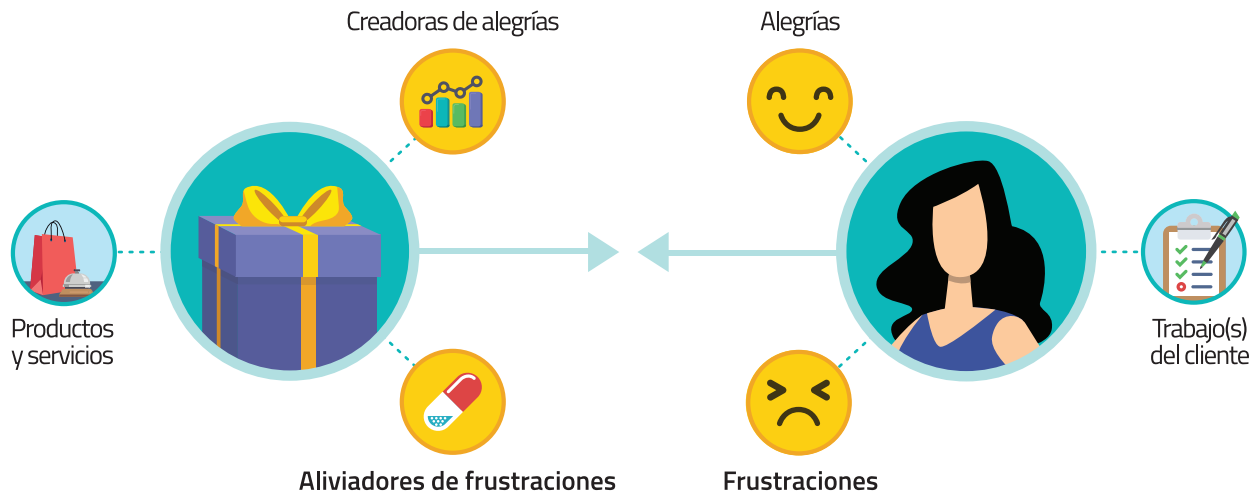 Creadoras de alegrías
Alegrías
Productos
y servicios
Trabajo(s)
del cliente
Aliviadores de frustraciones
Frustraciones